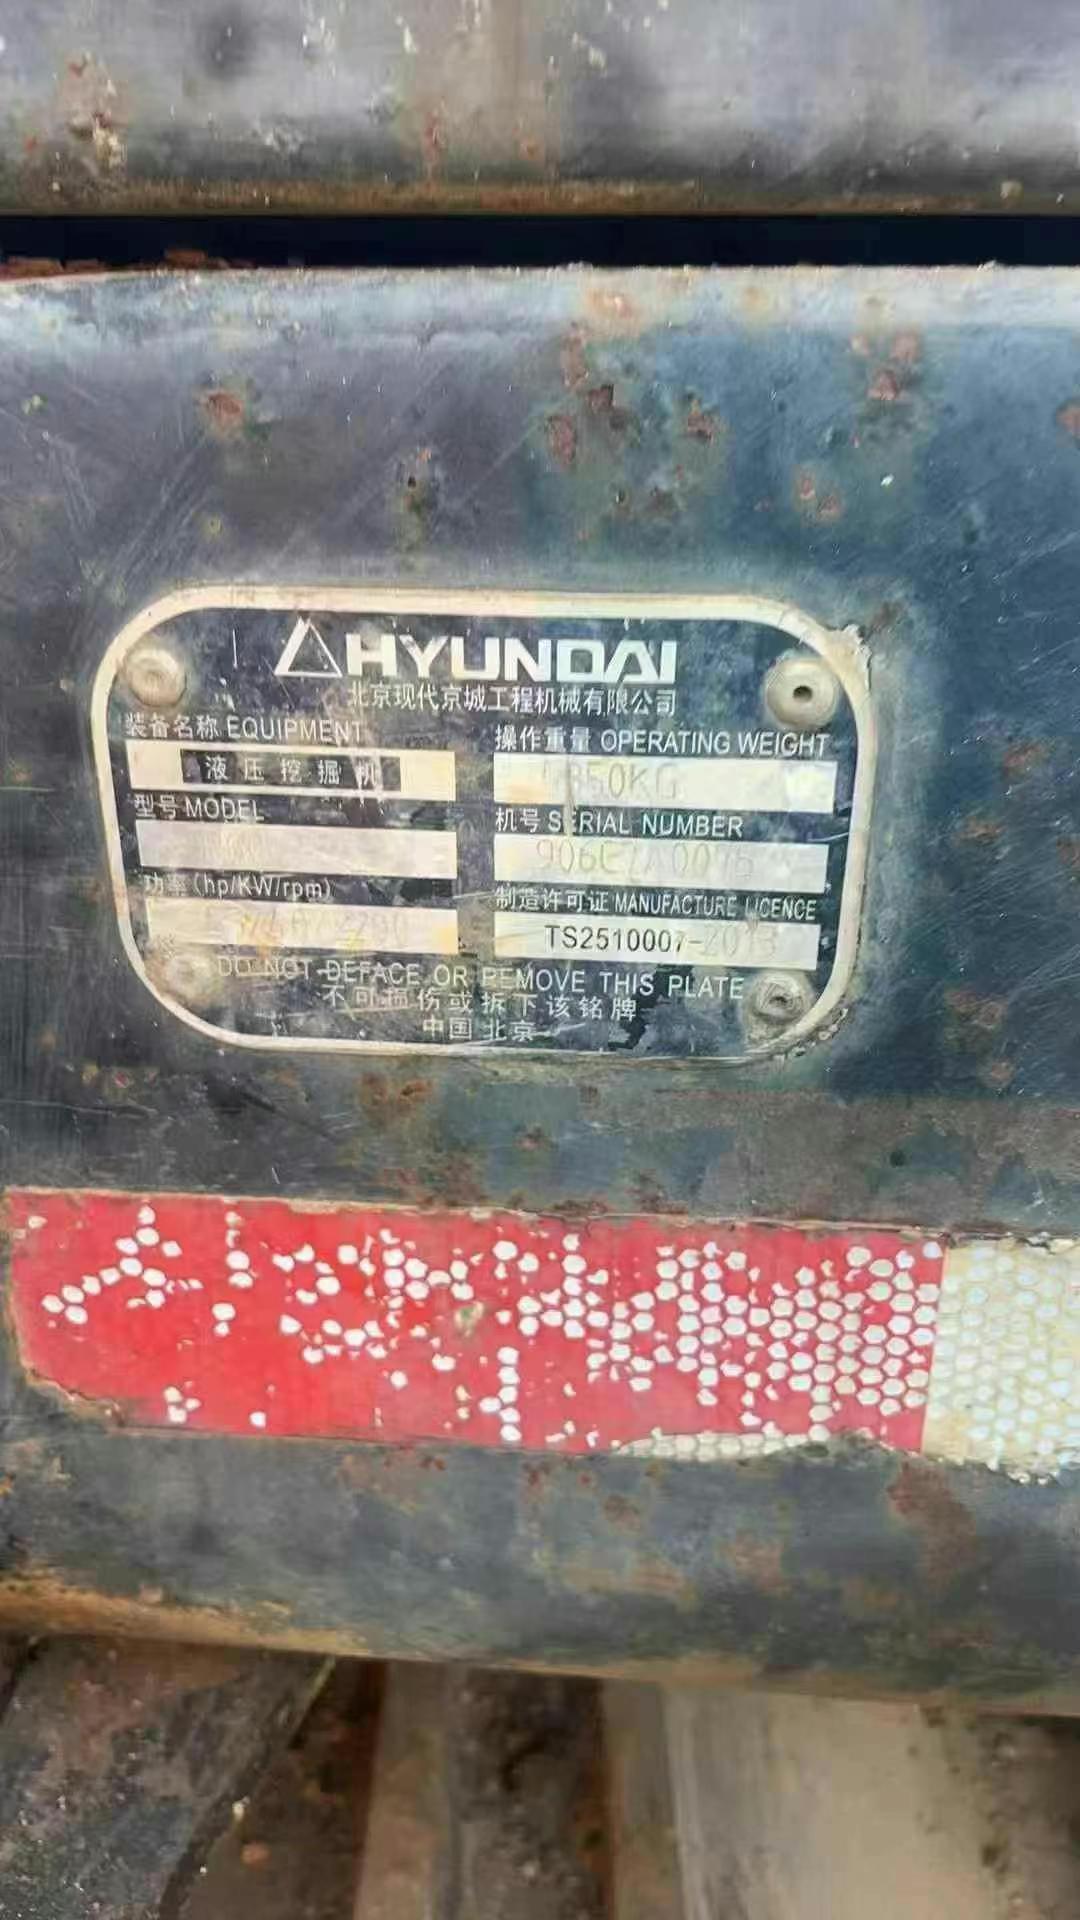 HYUNDAI
北京现代京城工程机械有限公司
装备名称 EQUIPMENT
液压挖掘机
操作重量 OPERATING WEIGHT
型号 MODEL
机号 SERIAL NUMBER
功率 (hp/KW/rpm)
制造许可证 MANUFACTURE LICENCE
TS2510007-2013
DO NOT DEFACE OR REMOVE THIS PLATE
不可损伤或拆下该铭牌
中国 北京